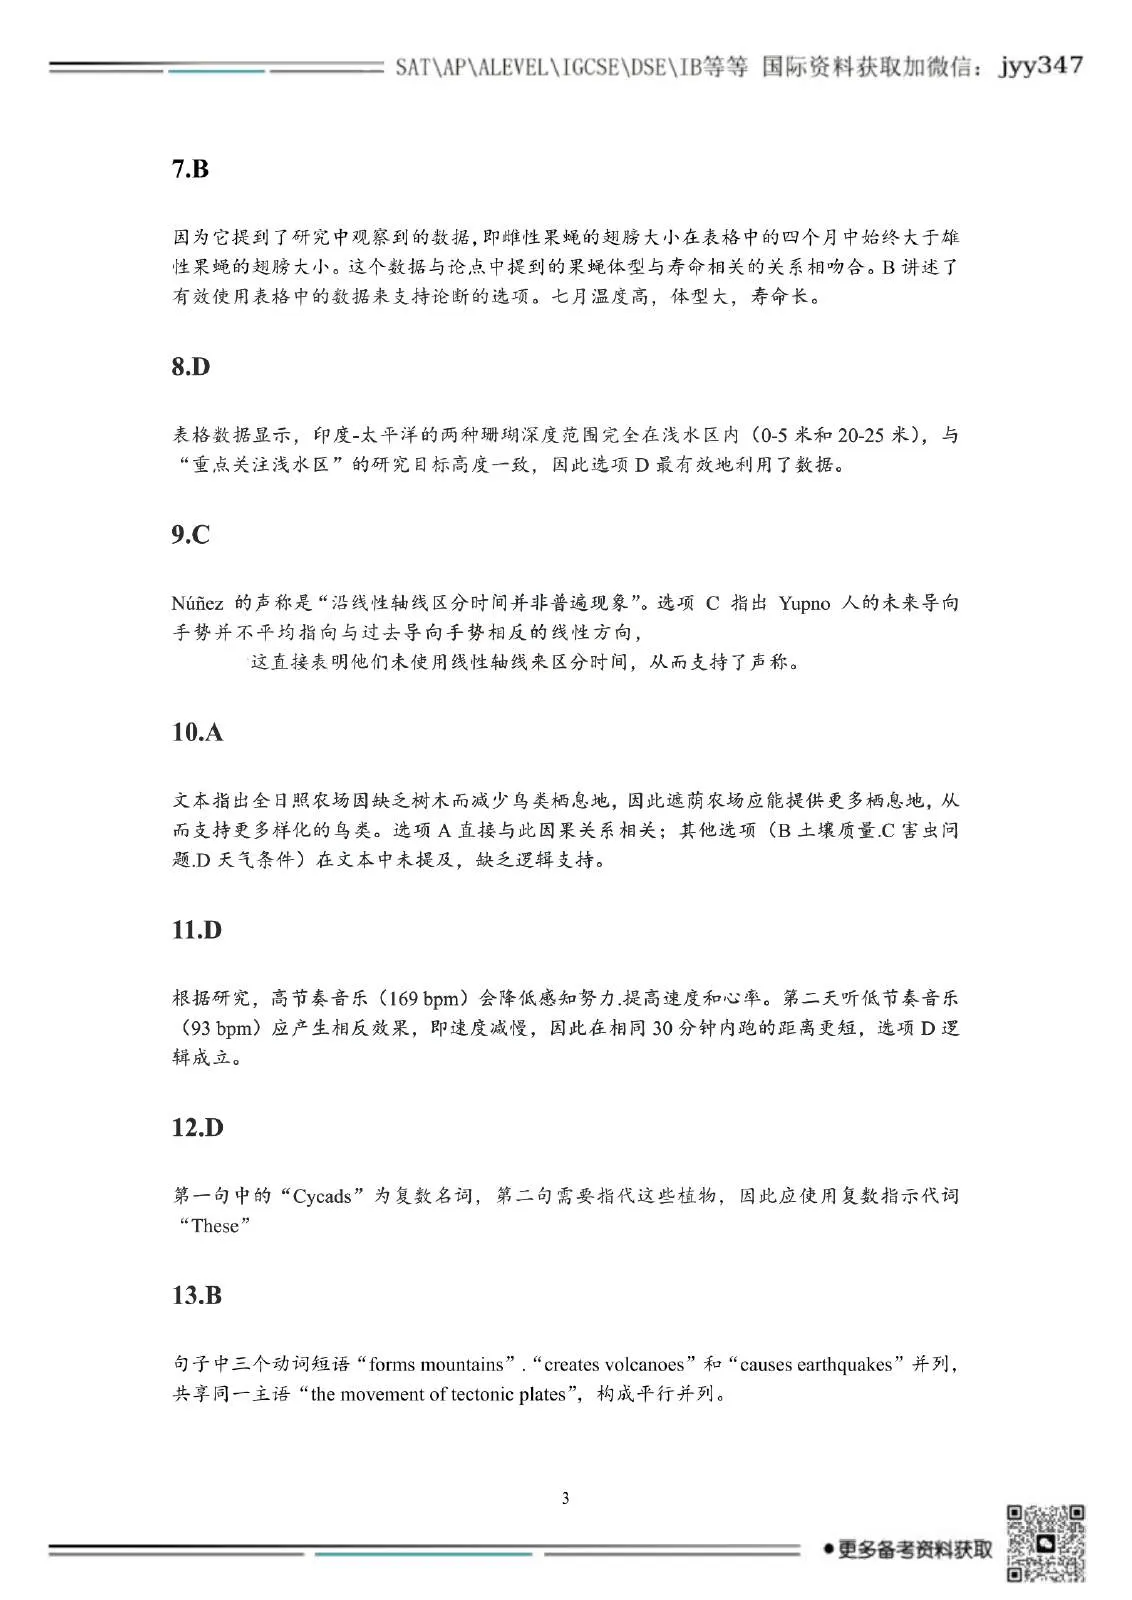 SAT\AP\ALEVEL\IGCSE\DSE\IB等等 国际资料获取加微信：jyy347
7.B
因为它提到了研究中观察到的数据,即雌性果蝇的翅膀大小在表格中的四个月中始终大于雄
性果蝇的翅膀大小。这个数据与论点中提到的果蝇体型与寿命相关的关系相吻合。B 讲述了
有效使用表格中的数据来支持论断的选项。七月温度高，体型大，寿命长。
8.D
表格数据显示，印度-太平洋的两种珊瑚深度范围完全在浅水区内（0-5 米和 20-25 米），与
“重点关注浅水区”的研究目标高度一致，因此选项 D 最有效地利用了数据。
9.C
Núñez 的声称是“沿线性轴线区分时间并非普遍现象”。选项 C 指出 Yupno 人的未来导向
手势并不平均指向与过去导向手势相反的线性方向，
这直接表明他们未使用线性轴线来区分时间，从而支持了声称。
10.A
文本指出全日照农场因缺乏树木而减少鸟类栖息地，因此遮荫农场应能提供更多栖息地，从
而支持更多样化的鸟类。选项 A 直接与此因果关系相关；其他选项（B 土壤质量.C 害虫问
题.D 天气条件）在文本中未提及，缺乏逻辑支持。
11.D
根据研究，高节奏音乐（169 bpm）会降低感知努力.提高速度和心率。第二天听低节奏音乐
（93 bpm）应产生相反效果，即速度减慢，因此在相同 30 分钟内跑的距离更短，选项 D 逻
辑成立。
12.D
第一句中的“Cycads”为复数名词，第二句需要指代这些植物，因此应使用复数指示代词
“These”
13.B
句子中三个动词短语“forms mountains”.“creates volcanoes”和“causes earthquakes”并列，
共享同一主语“the movement of tectonic plates”，构成平行并列。
3
●更多备考资料获取